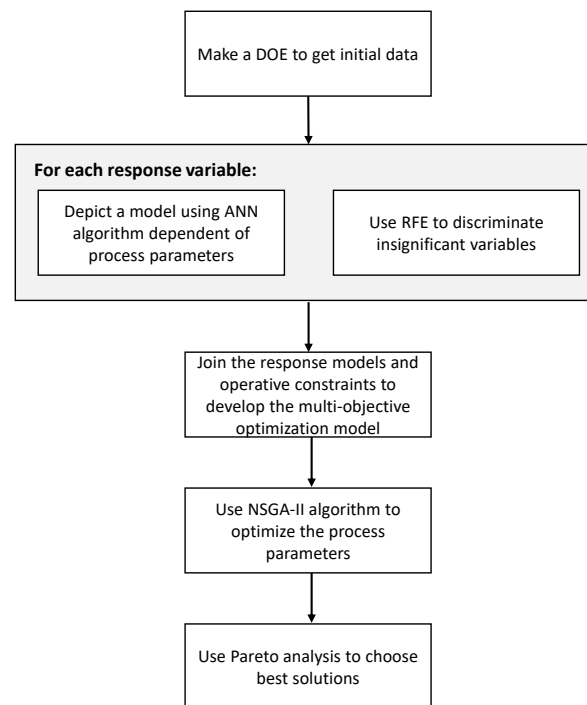 Make a DOE to get initial data
For each response variable:
Depict a model using ANN
algorithm dependent of
process parameters
Use RFE to discriminate
insignificant variables
Join the response models and
operative constraints to
develop the multi-objective
optimization model
Use NSGA-II algorithm to
optimize the process
parameters
Use Pareto analysis to choose
best solutions